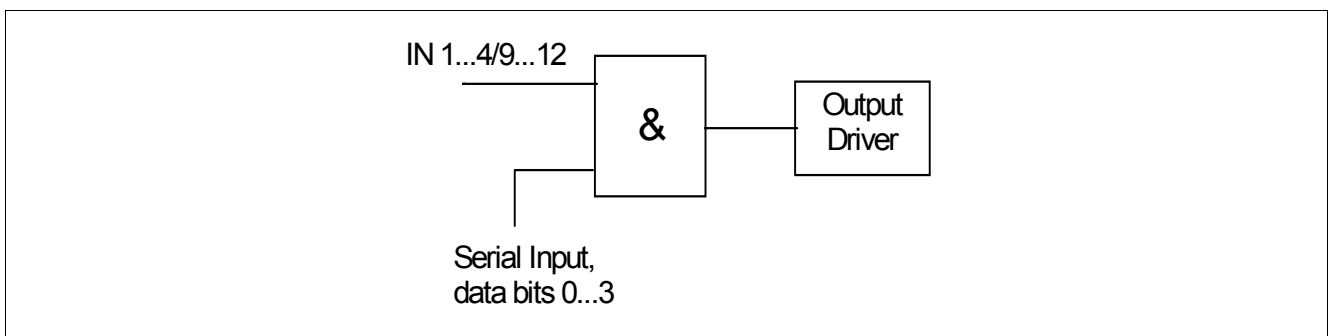 IN 1...4/9...12
&
Output
Driver
Serial Input,
data bits 0...3